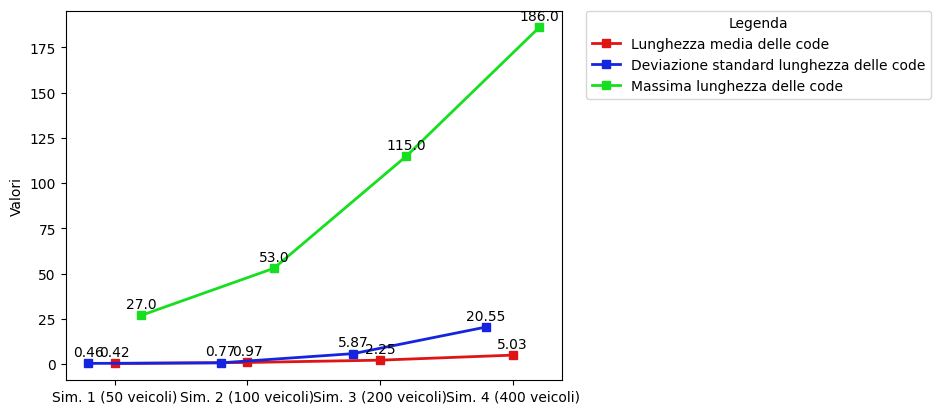 186.0
Legenda
Lunghezza media delle code
Deviazione standard lunghezza delle code
Massima lunghezza delle code
175
150
125
115.0
100
Valori
75
53.0
50
27.0
25
20.55
0.46 0.42 0.77 0.97 5.87 2.25 5.03
0
Sim. 1 (50 veicoli) Sim. 2 (100 veicoli) Sim. 3 (200 veicoli) Sim. 4 (400 veicoli)